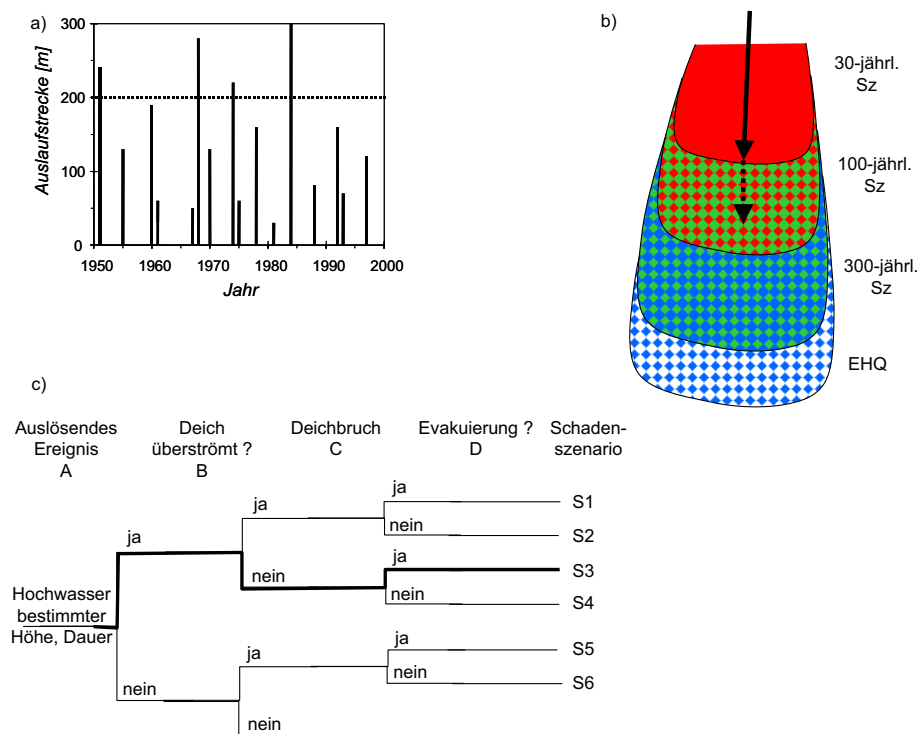 a)
300
200
100
0
Auslaufstrecke [m]
1950 1960 1970 1980 1990 2000
Jahr
b)
30-jährl.
Sz
100-jährl.
Sz
300-jährl.
Sz
EHQ
c)
Auslösendes
Ereignis
A
Deich
überströmt ?
B
Deichbruch
C
Evakuierung ?
D
Schaden-
szenario
Hochwasser
bestimmter
Höhe, Dauer
ja
nein
ja
nein
ja
nein
ja
nein
ja
nein
ja
nein
S1
S2
S3
S4
S5
S6